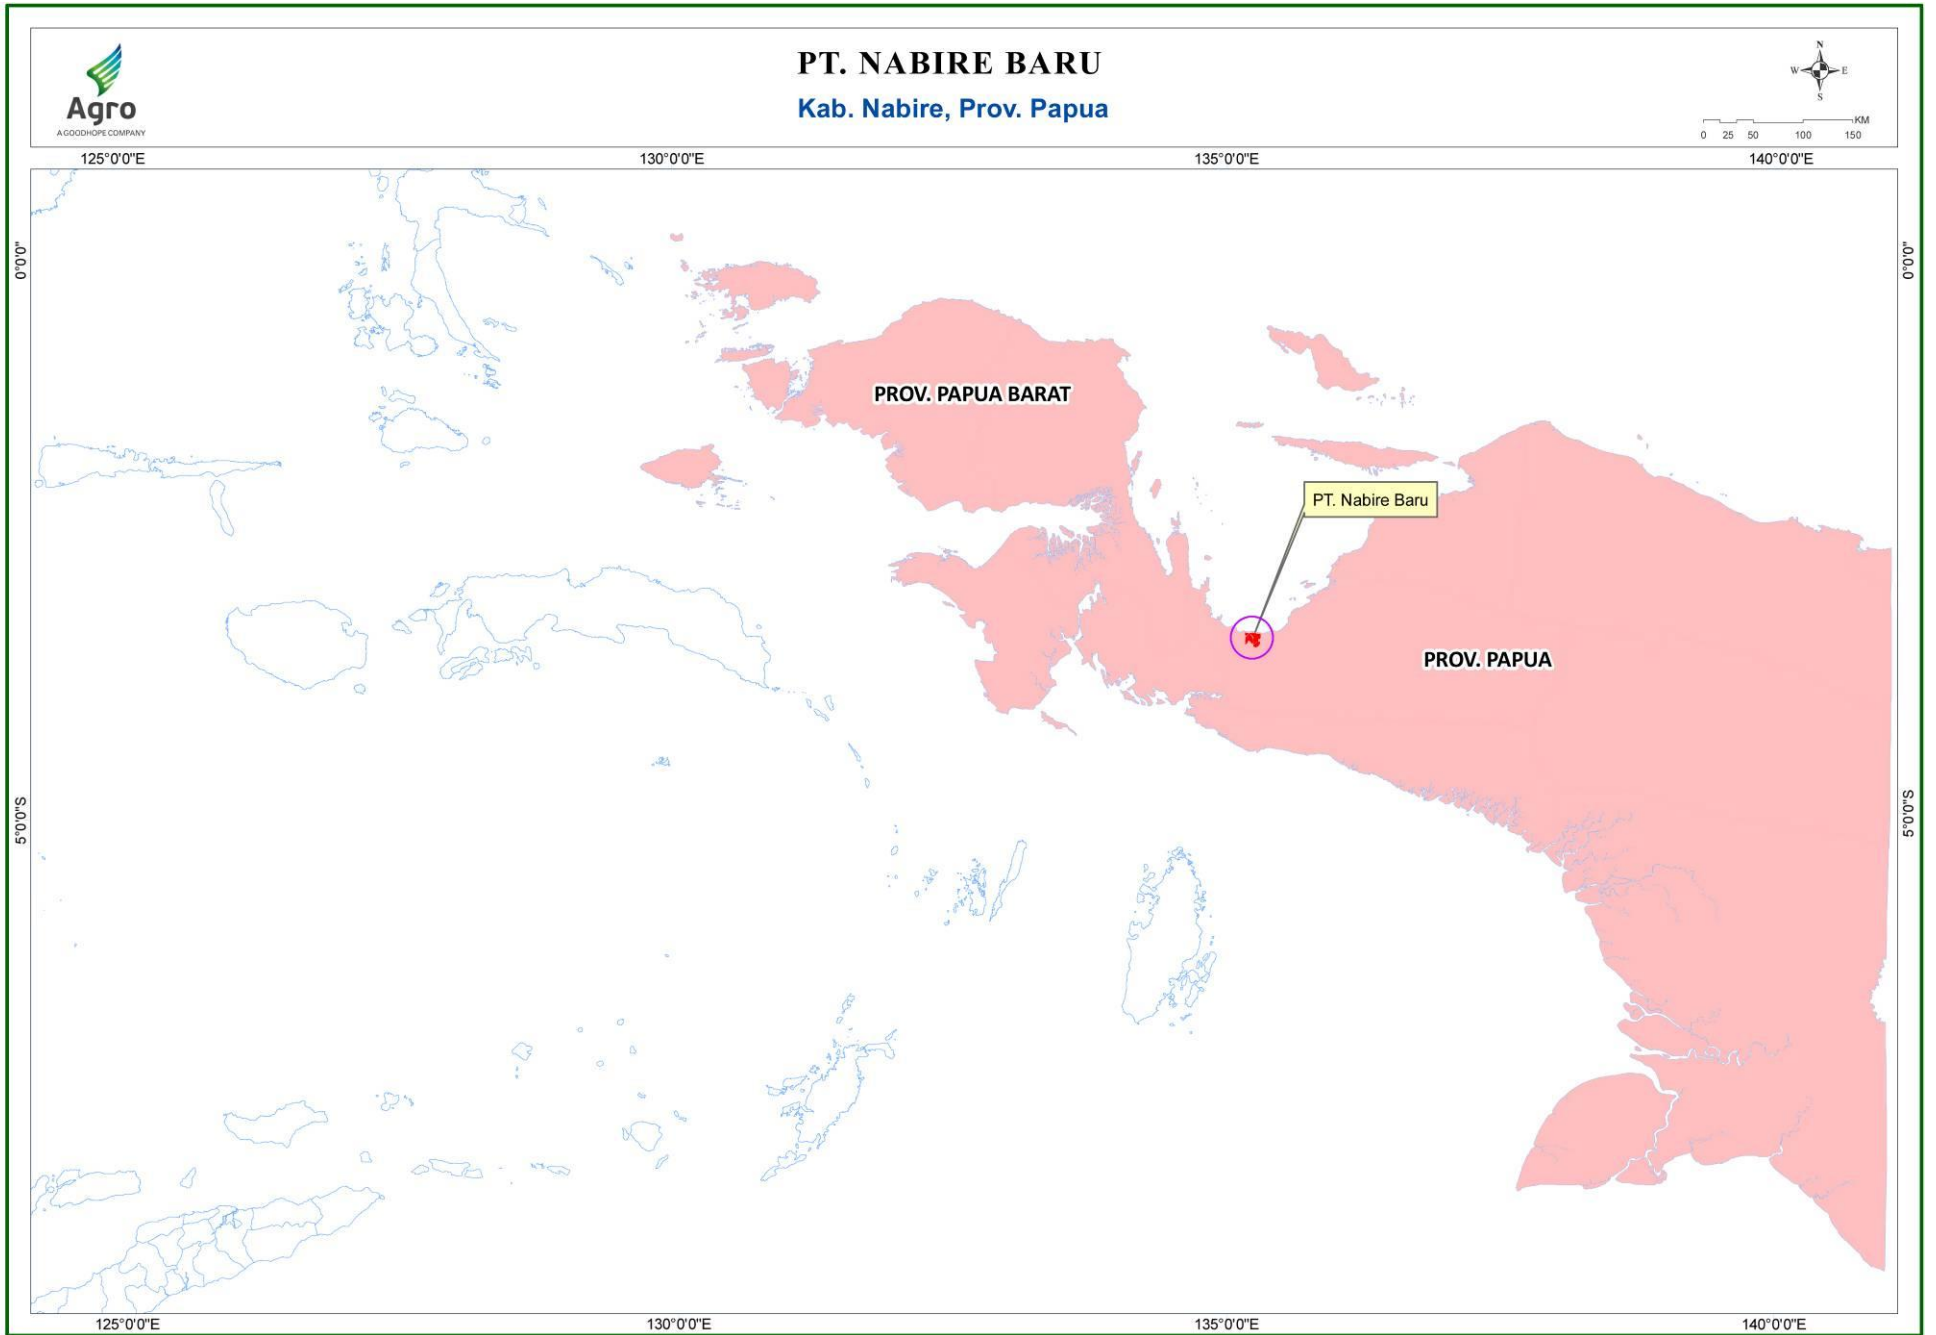 PT. NABIRE BARU
Kab. Nabire, Prov. Papua
Agro
A GOODHOPE COMPANY
N
W E
S
KM
0 25 50 100 150
125°0'0"E 130°0'0"E 135°0'0"E 140°0'0"E
0°0'0" 0°0'0"
PROV. PAPUA BARAT
PT. Nabire Baru
PROV. PAPUA
5°0'0"S 5°0'0"S
125°0'0"E 130°0'0"E 135°0'0"E 140°0'0"E